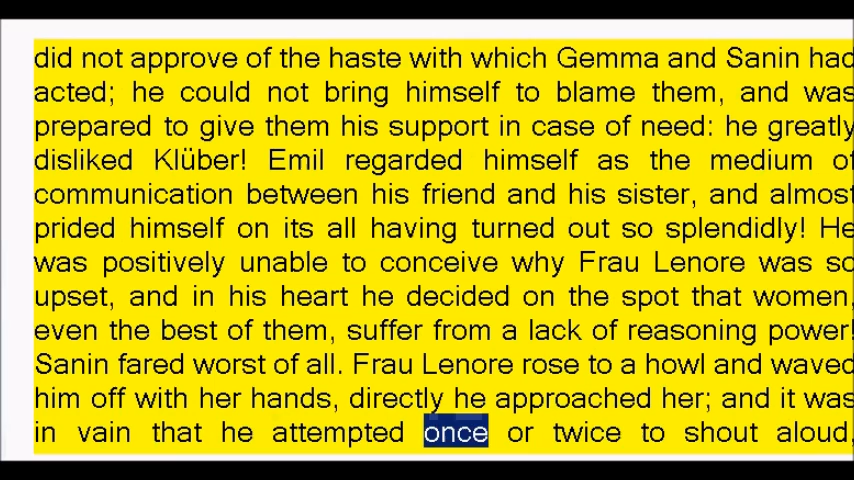 did not approve of the haste with which Gemma and Sanin had
acted; he could not bring himself to blame them, and was
prepared to give them his support in case of need: he greatly
disliked Klüber! Emil regarded himself as the medium of
communication between his friend and his sister, and almost
prided himself on its all having turned out so splendidly! He
was positively unable to conceive why Frau Lenore was so
upset, and in his heart he decided on the spot that women,
even the best of them, suffer from a lack of reasoning power!
Sanin fared worst of all. Frau Lenore rose to a howl and waved
him off with her hands, directly he approached her; and it was
in vain that he attempted once or twice to shout aloud,